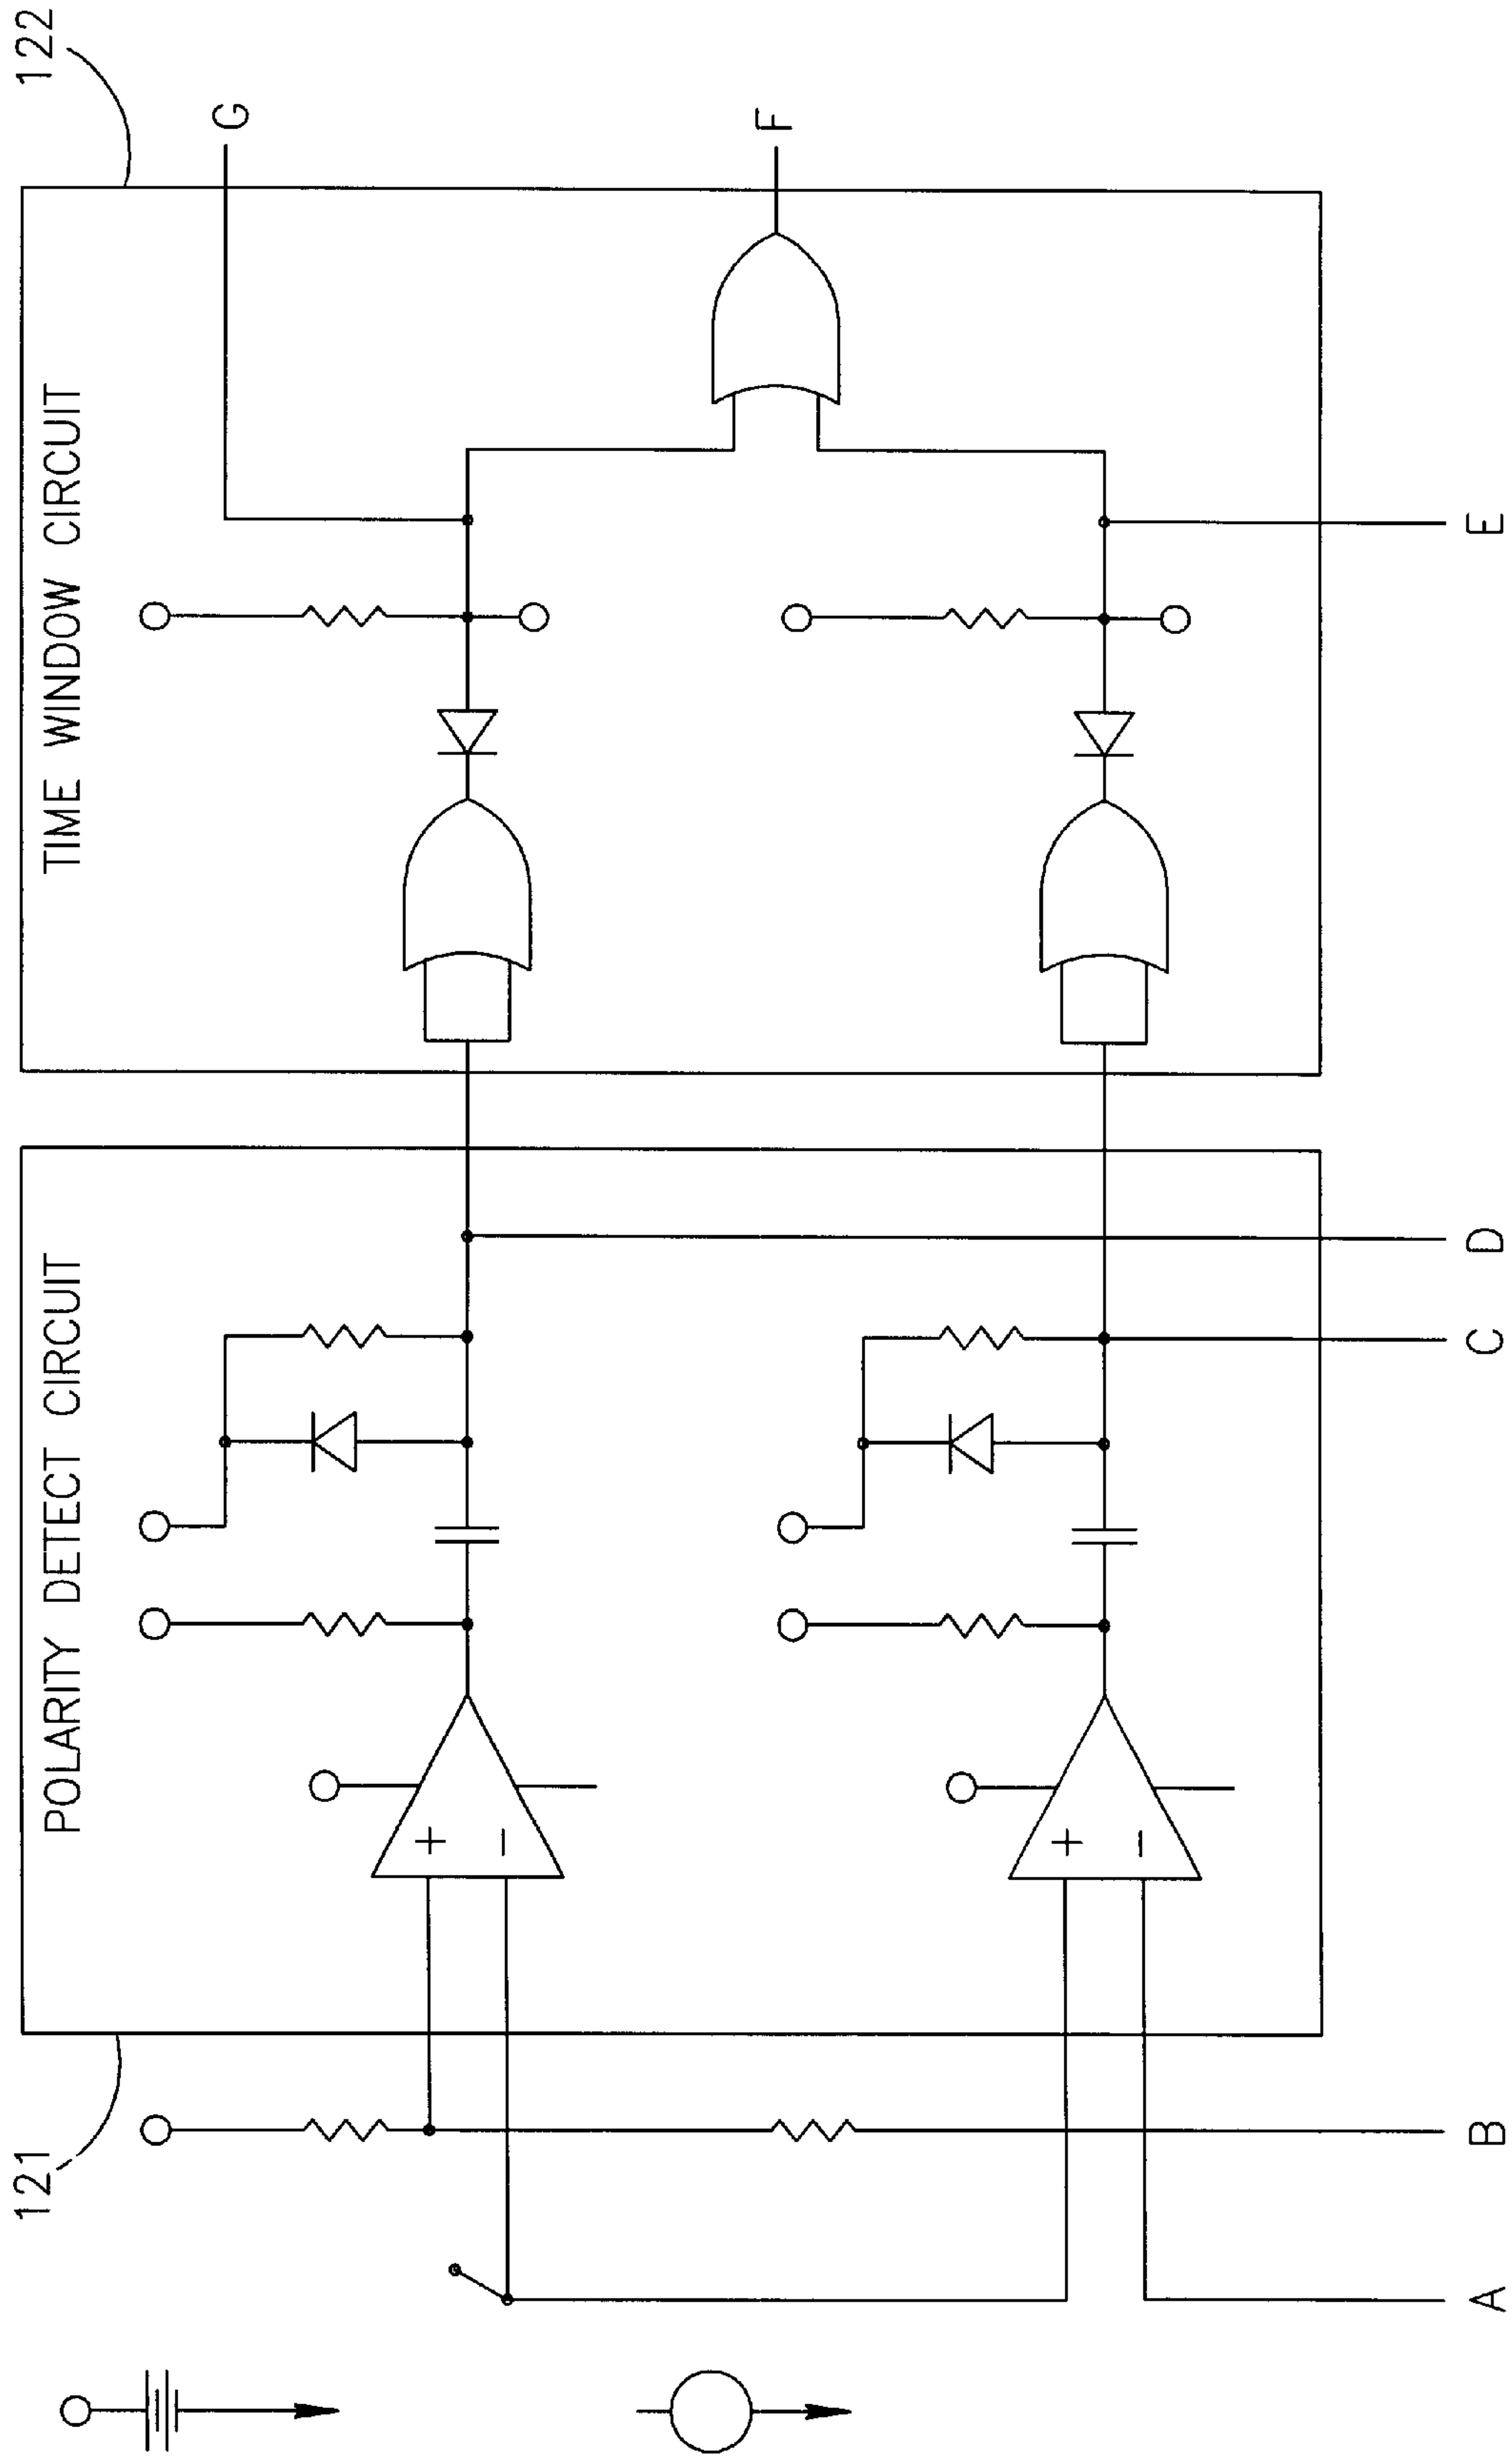 121
122
POLARITY DETECT CIRCUIT
TIME WINDOW CIRCUIT
G
F
+
−
+
−
A
B
C
D
E